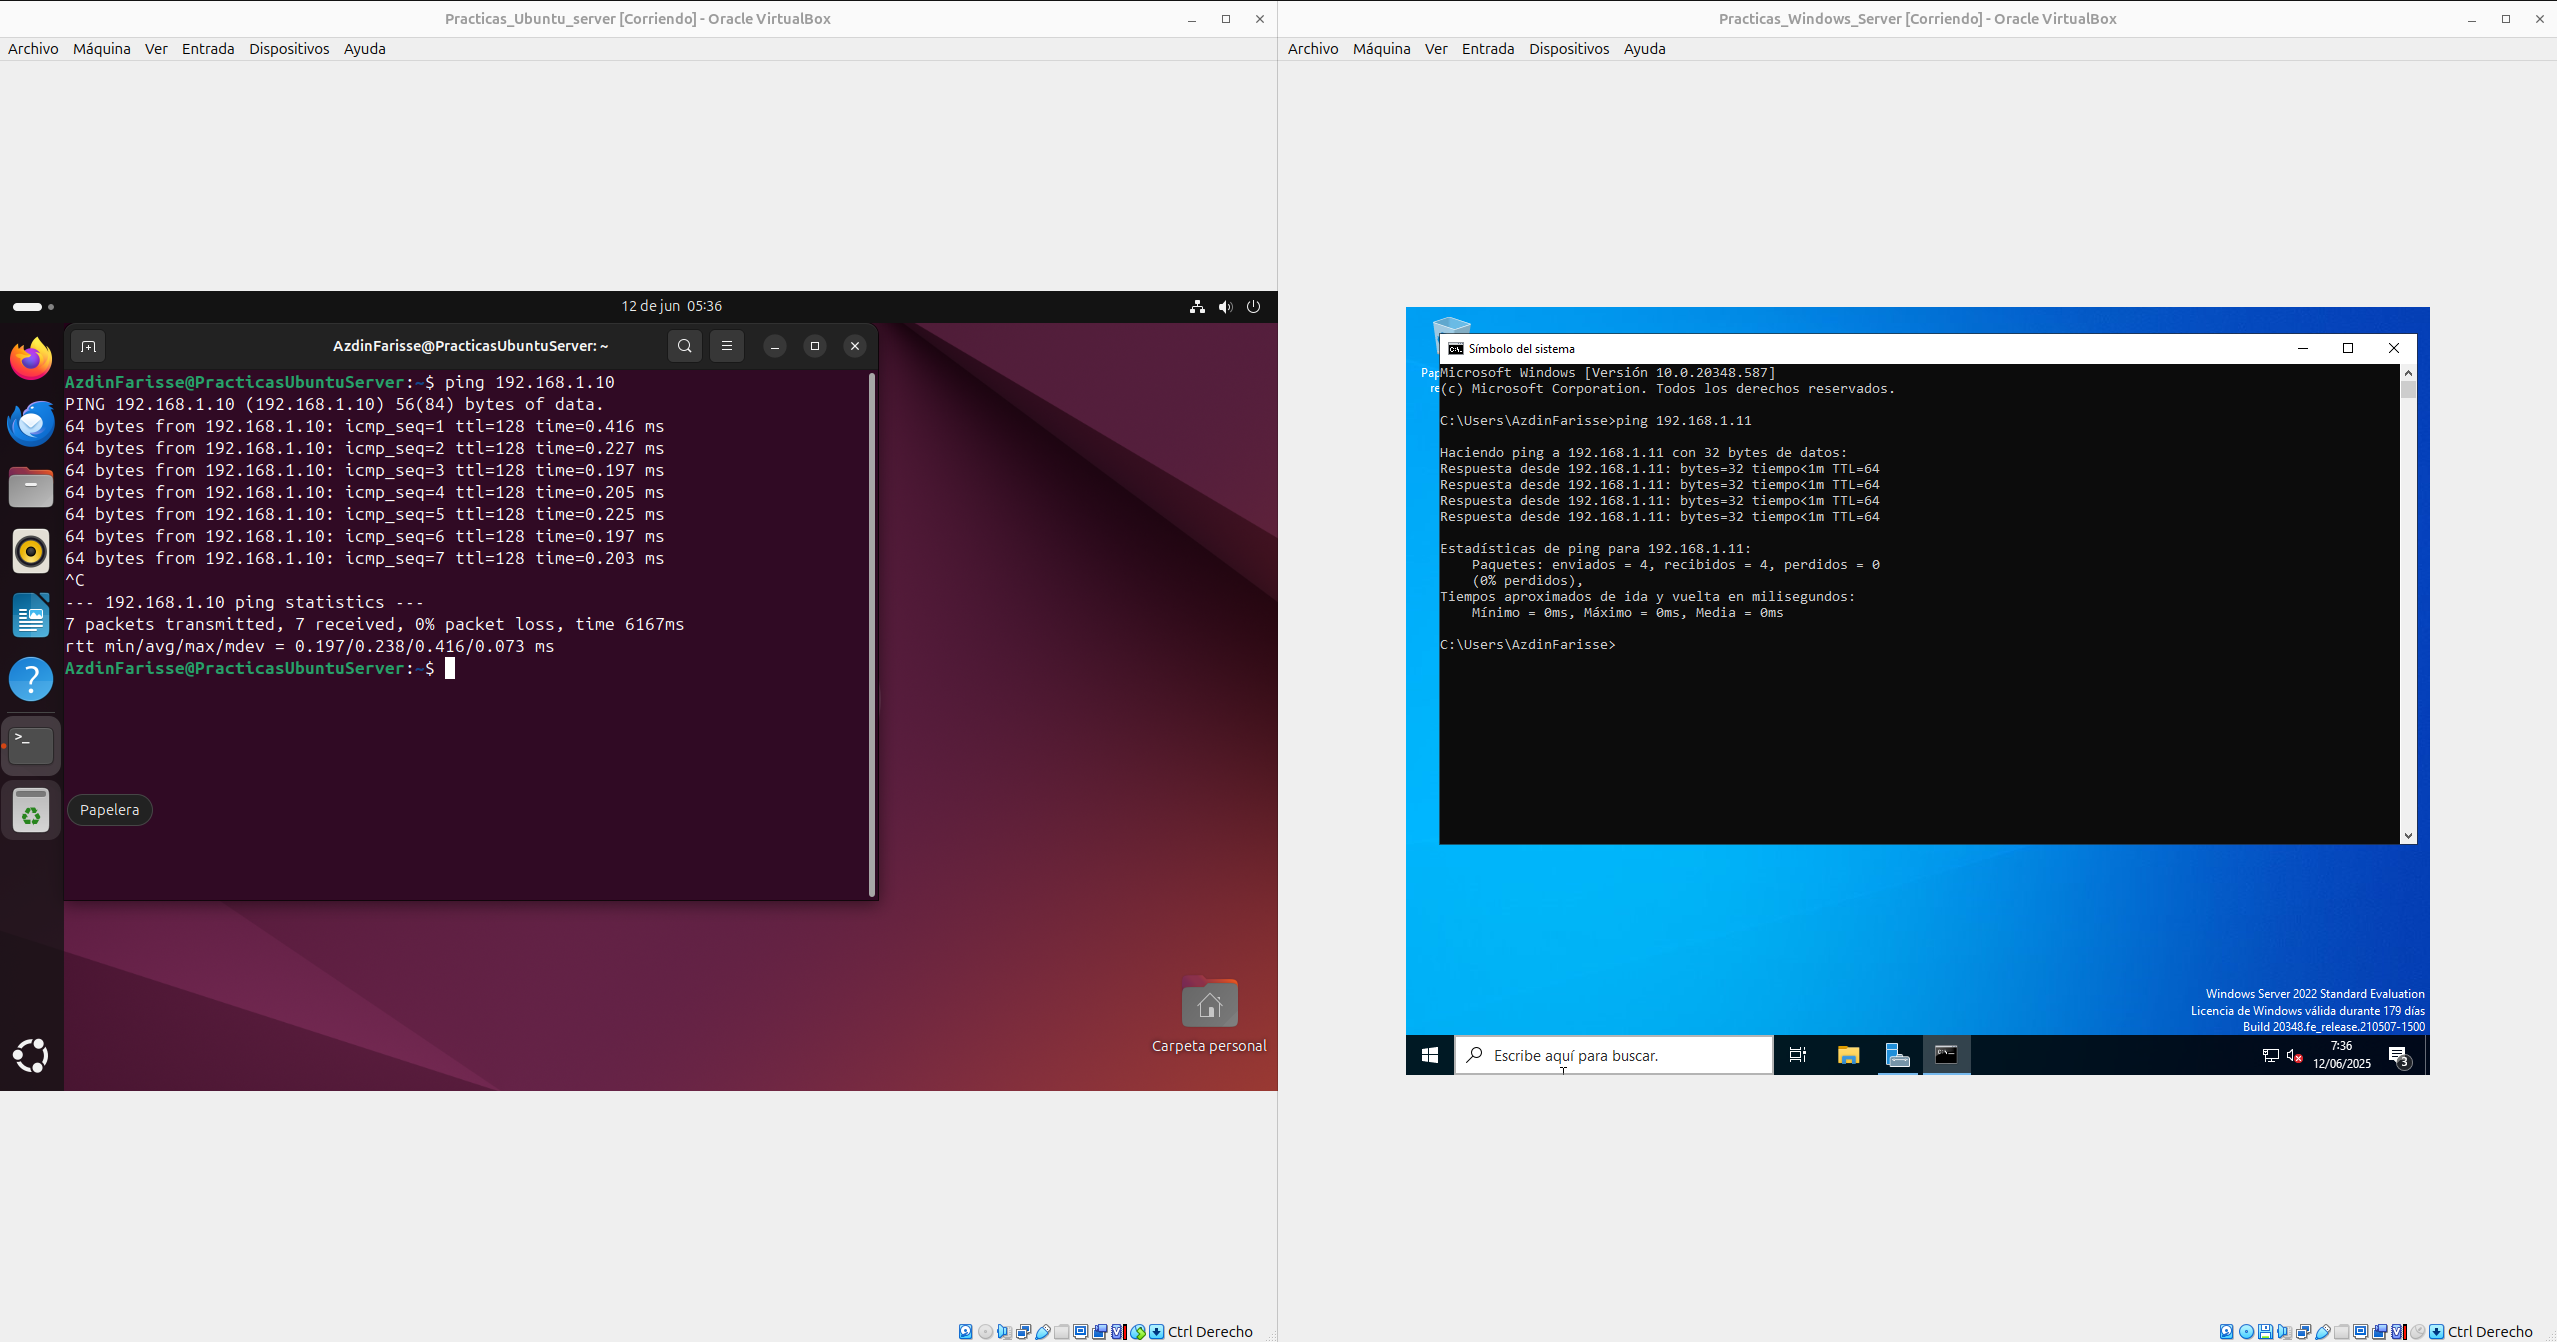 Practicas_Ubuntu_server [Corriendo] - Oracle VirtualBox
Archivo Máquina Ver Entrada Dispositivos Ayuda
12 de jun 05:36
AzdinFarisse@PracticasUbuntuServer: ~
AzdinFarisse@PracticasUbuntuServer:~$ ping 192.168.1.10
PING 192.168.1.10 (192.168.1.10) 56(84) bytes of data.
64 bytes from 192.168.1.10: icmp_seq=1 ttl=128 time=0.416 ms
64 bytes from 192.168.1.10: icmp_seq=2 ttl=128 time=0.227 ms
64 bytes from 192.168.1.10: icmp_seq=3 ttl=128 time=0.197 ms
64 bytes from 192.168.1.10: icmp_seq=4 ttl=128 time=0.205 ms
64 bytes from 192.168.1.10: icmp_seq=5 ttl=128 time=0.225 ms
64 bytes from 192.168.1.10: icmp_seq=6 ttl=128 time=0.197 ms
64 bytes from 192.168.1.10: icmp_seq=7 ttl=128 time=0.203 ms
^C
--- 192.168.1.10 ping statistics ---
7 packets transmitted, 7 received, 0% packet loss, time 6167ms
rtt min/avg/max/mdev = 0.197/0.238/0.416/0.073 ms
AzdinFarisse@PracticasUbuntuServer:~$
Papelera
Carpeta personal
Ctrl Derecho
Practicas_Windows_Server [Corriendo] - Oracle VirtualBox
Archivo Máquina Ver Entrada Dispositivos Ayuda
Símbolo del sistema
Microsoft Windows [Versión 10.0.20348.587]
(c) Microsoft Corporation. Todos los derechos reservados.
C:\Users\AzdinFarisse>ping 192.168.1.11
Haciendo ping a 192.168.1.11 con 32 bytes de datos:
Respuesta desde 192.168.1.11: bytes=32 tiempo<1m TTL=64
Respuesta desde 192.168.1.11: bytes=32 tiempo<1m TTL=64
Respuesta desde 192.168.1.11: bytes=32 tiempo<1m TTL=64
Respuesta desde 192.168.1.11: bytes=32 tiempo<1m TTL=64
Estadísticas de ping para 192.168.1.11:
Paquetes: enviados = 4, recibidos = 4, perdidos = 0
(0% perdidos),
Tiempos aproximados de ida y vuelta en milisegundos:
Mínimo = 0ms, Máximo = 0ms, Media = 0ms
C:\Users\AzdinFarisse>
Windows Server 2022 Standard Evaluation
Licencia de Windows válida durante 179 días
Build 20348.fe_release.210507-1500
Escribe aquí para buscar.
7:36
12/06/2025
3
Ctrl Derecho